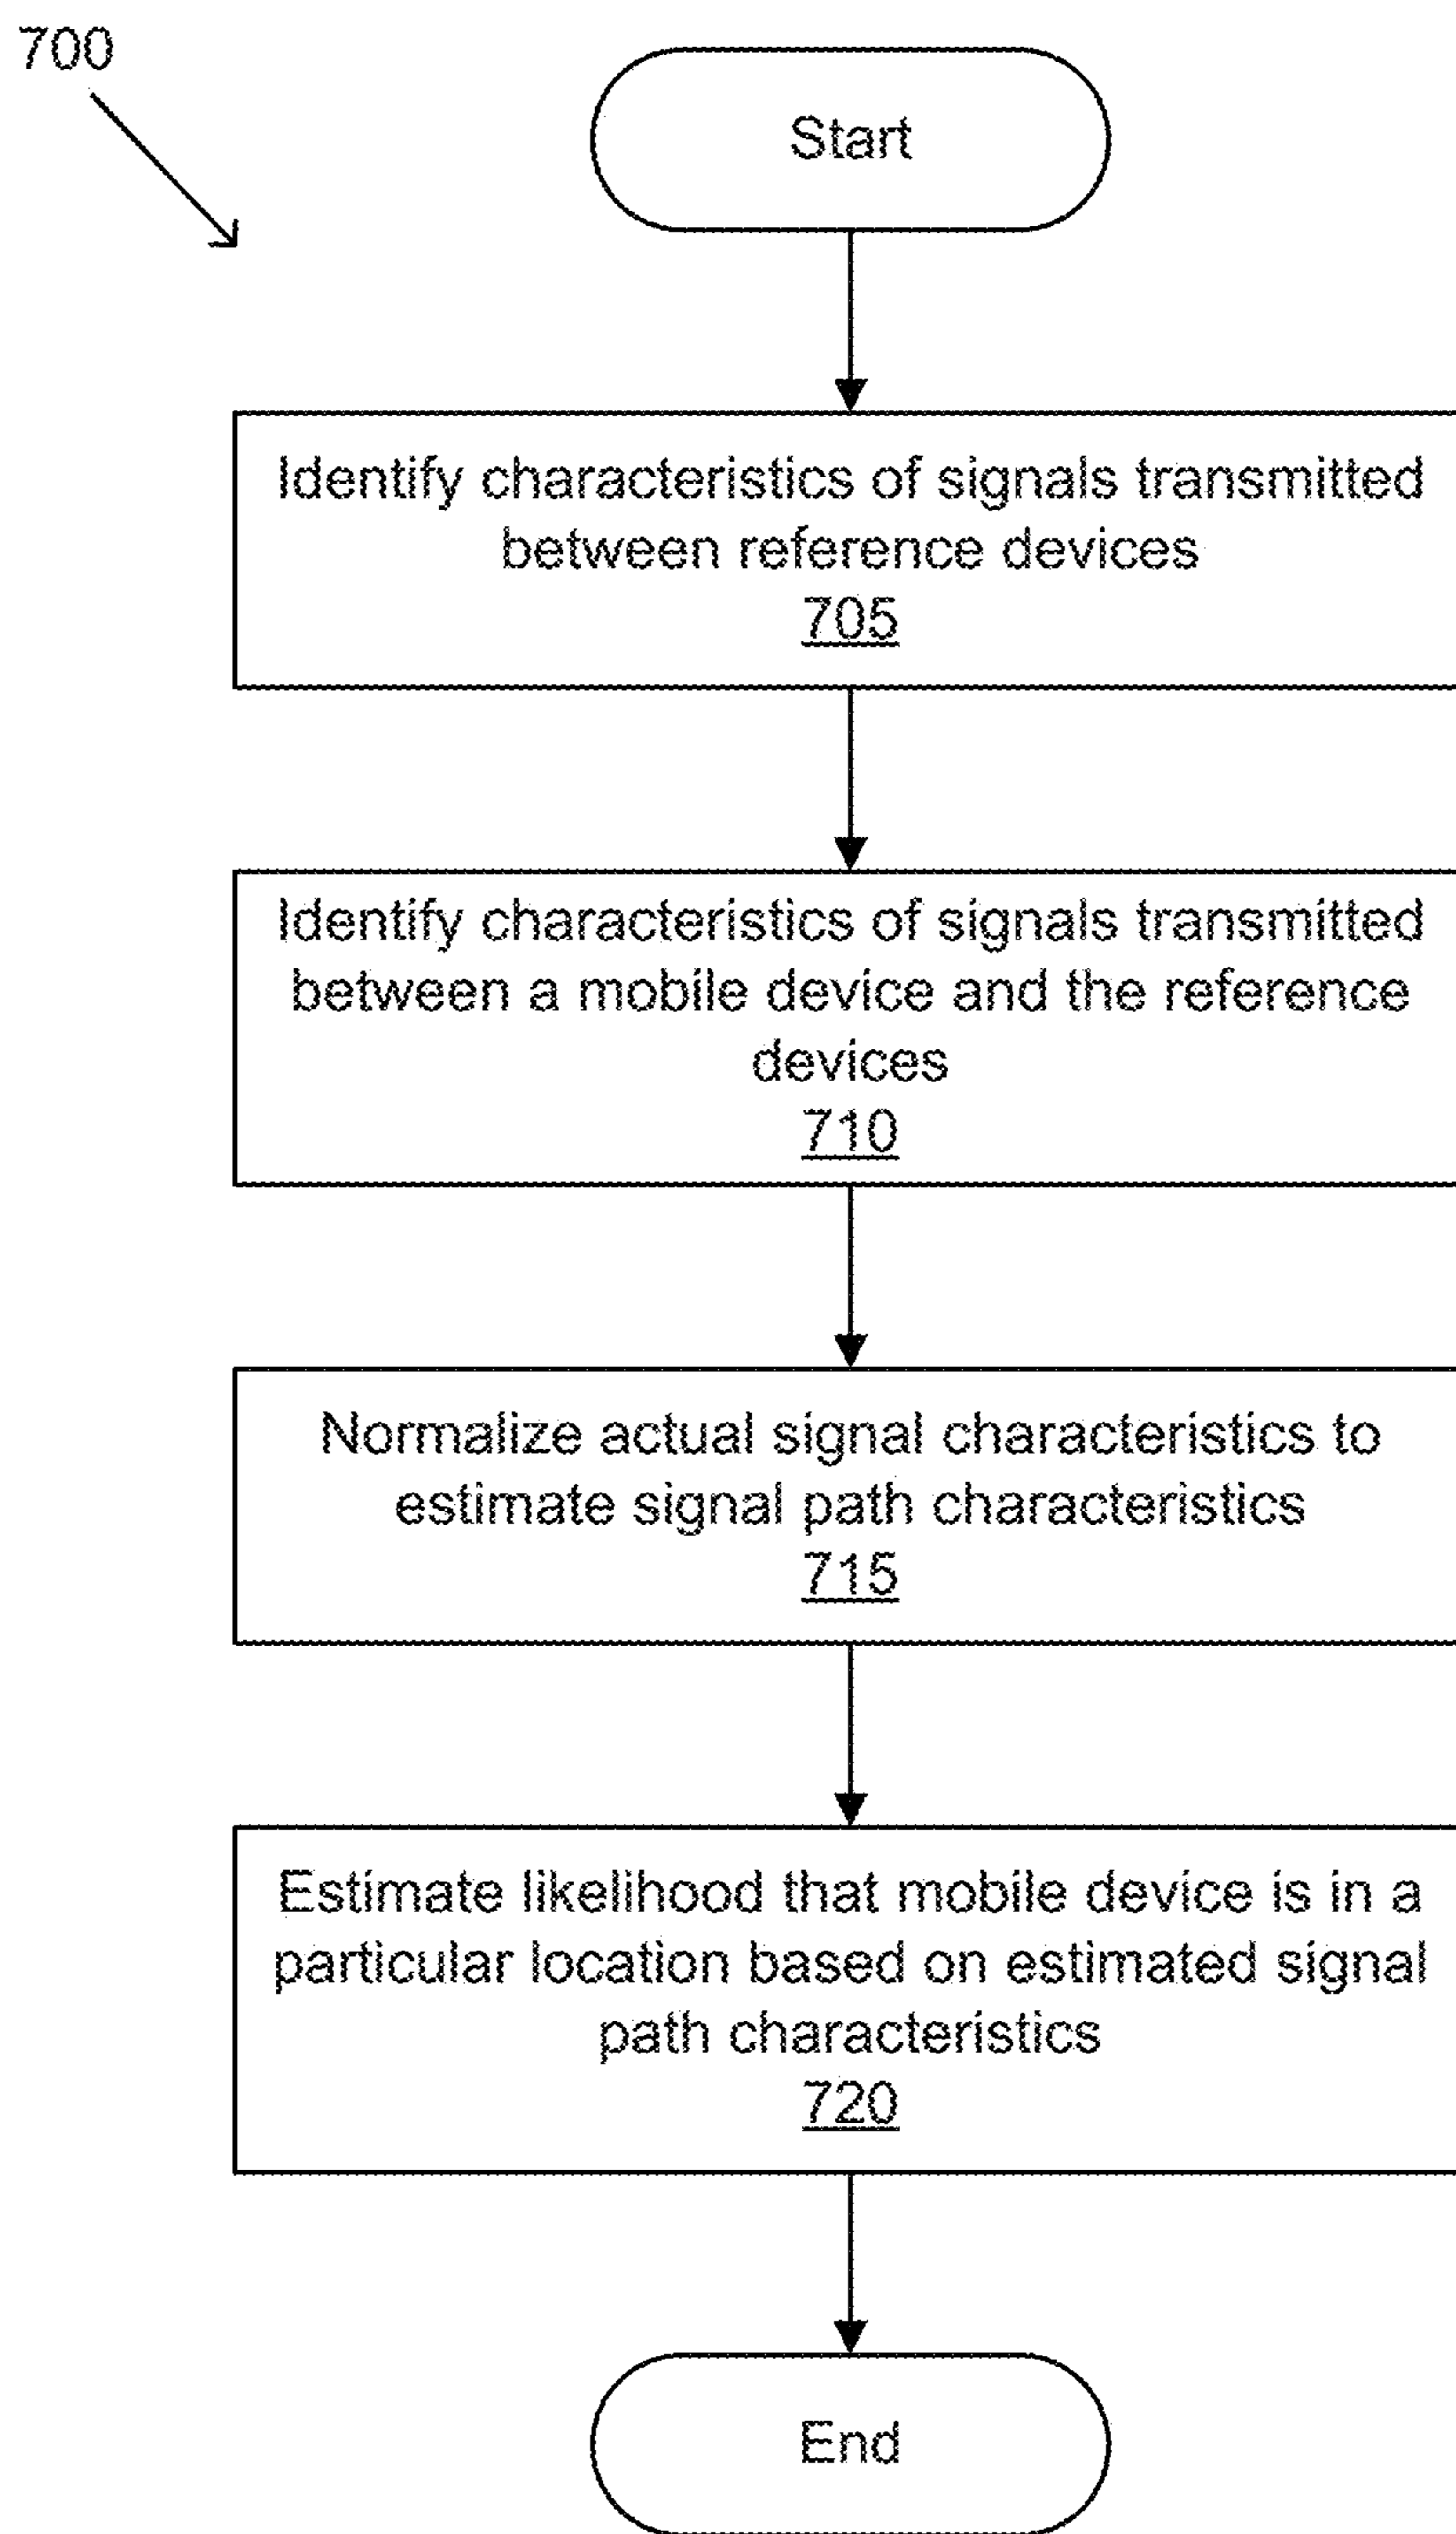 700
Start
Identify characteristics of signals transmitted
between reference devices
705
Identify characteristics of signals transmitted
between a mobile device and the reference
devices
710
Normalize actual signal characteristics to
estimate signal path characteristics
715
Estimate likelihood that mobile device is in a
particular location based on estimated signal
path characteristics
720
End